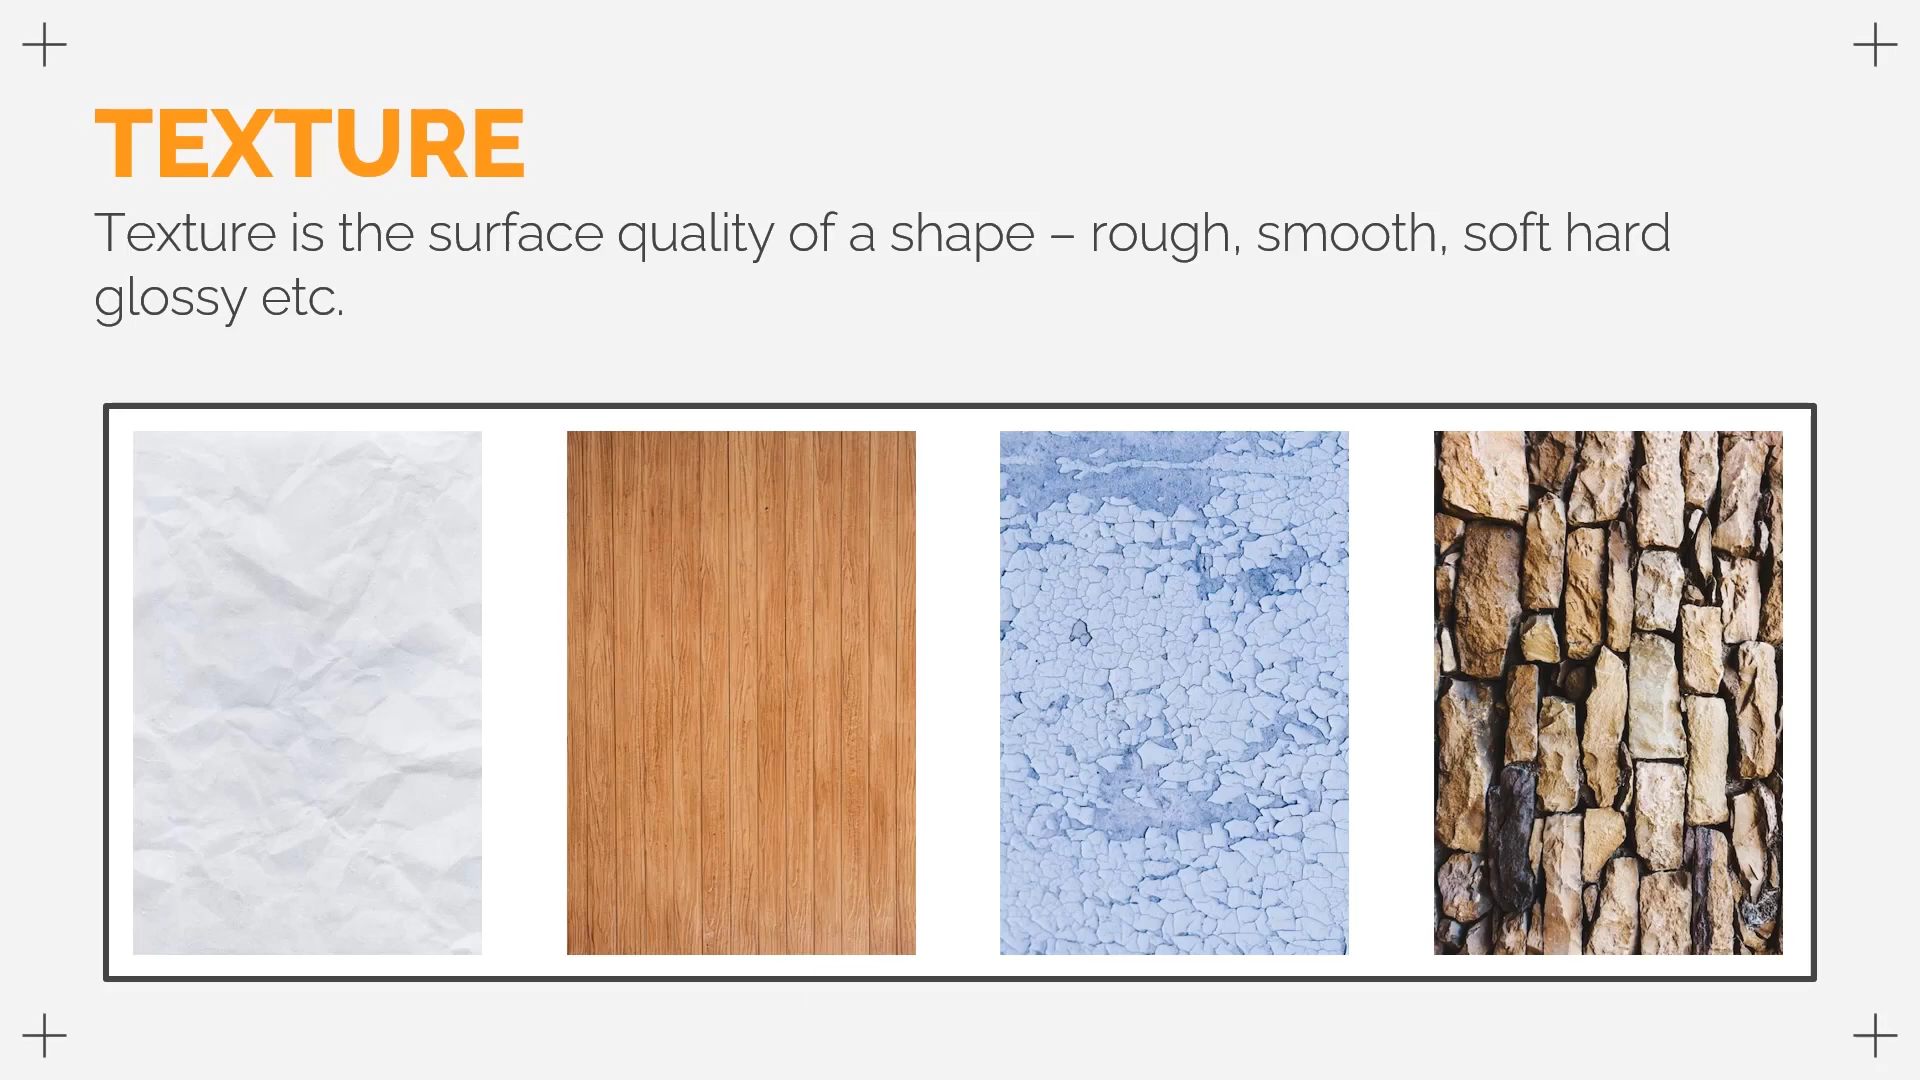 TEXTURE
Texture is the surface quality of a shape – rough, smooth, soft hard
glossy etc.